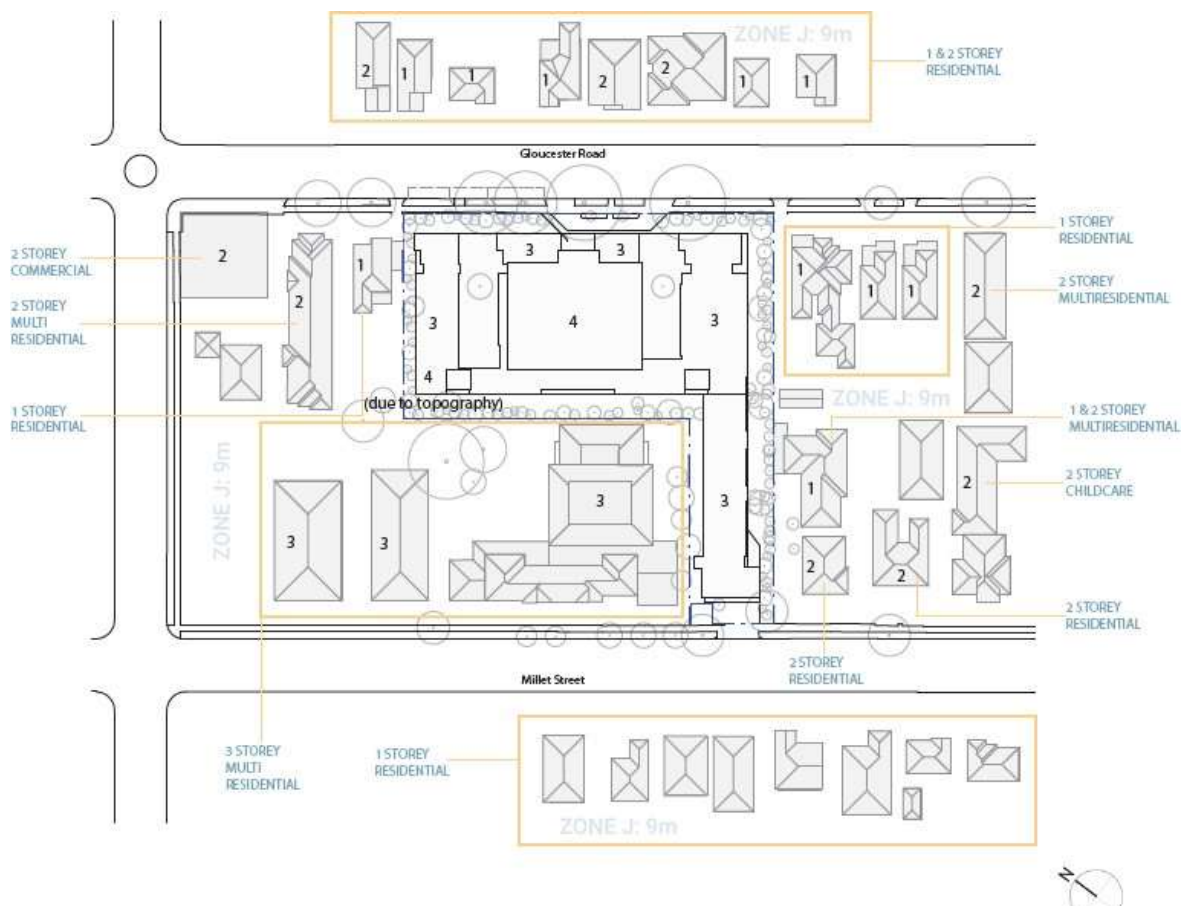 ZONE J: 9m
1 & 2 STOREY
RESIDENTIAL
2
1
1
1
2
2
1
1
Gloucester Road
1 STOREY
RESIDENTIAL
2 STOREY
COMMERCIAL
2
2 STOREY
MULTI
RESIDENTIAL
2
1
3
3
3
4
3
4
(due to topography)
1
1
1
2
2 STOREY
MULTIRESIDENTIAL
1 STOREY
RESIDENTIAL
ZONE J: 9m
1 & 2 STOREY
MULTIRESIDENTIAL
ZONE J: 9m
3
3
3
3
1
2
2
2
2 STOREY
CHILDCARE
2 STOREY
RESIDENTIAL
2 STOREY
RESIDENTIAL
Millet Street
3 STOREY
MULTI
RESIDENTIAL
1 STOREY
RESIDENTIAL
ZONE J: 9m
N